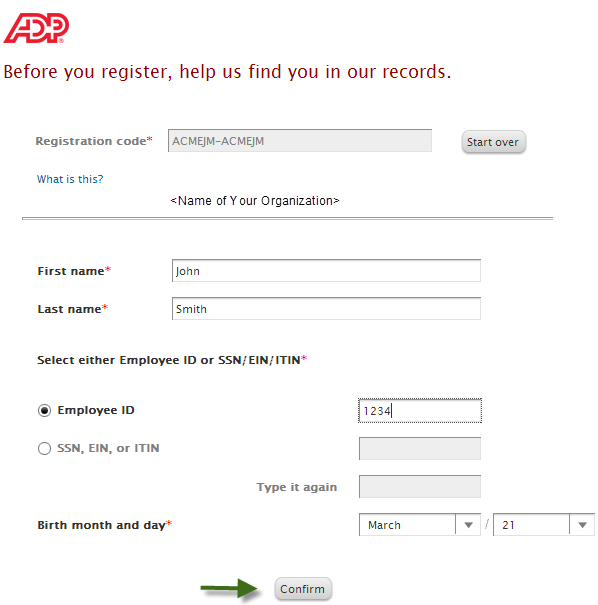 ADP
Before you register, help us find you in our records.
Registration code* ACMEJM-ACMEJM Start over
What is this?
<Name of Your Organization>
First name* John
Last name* Smith
Select either Employee ID or SSN/EIN/ITIN*
Employee ID 1234
SSN, EIN, or ITIN
Type it again
Birth month and day* March / 21
Confirm